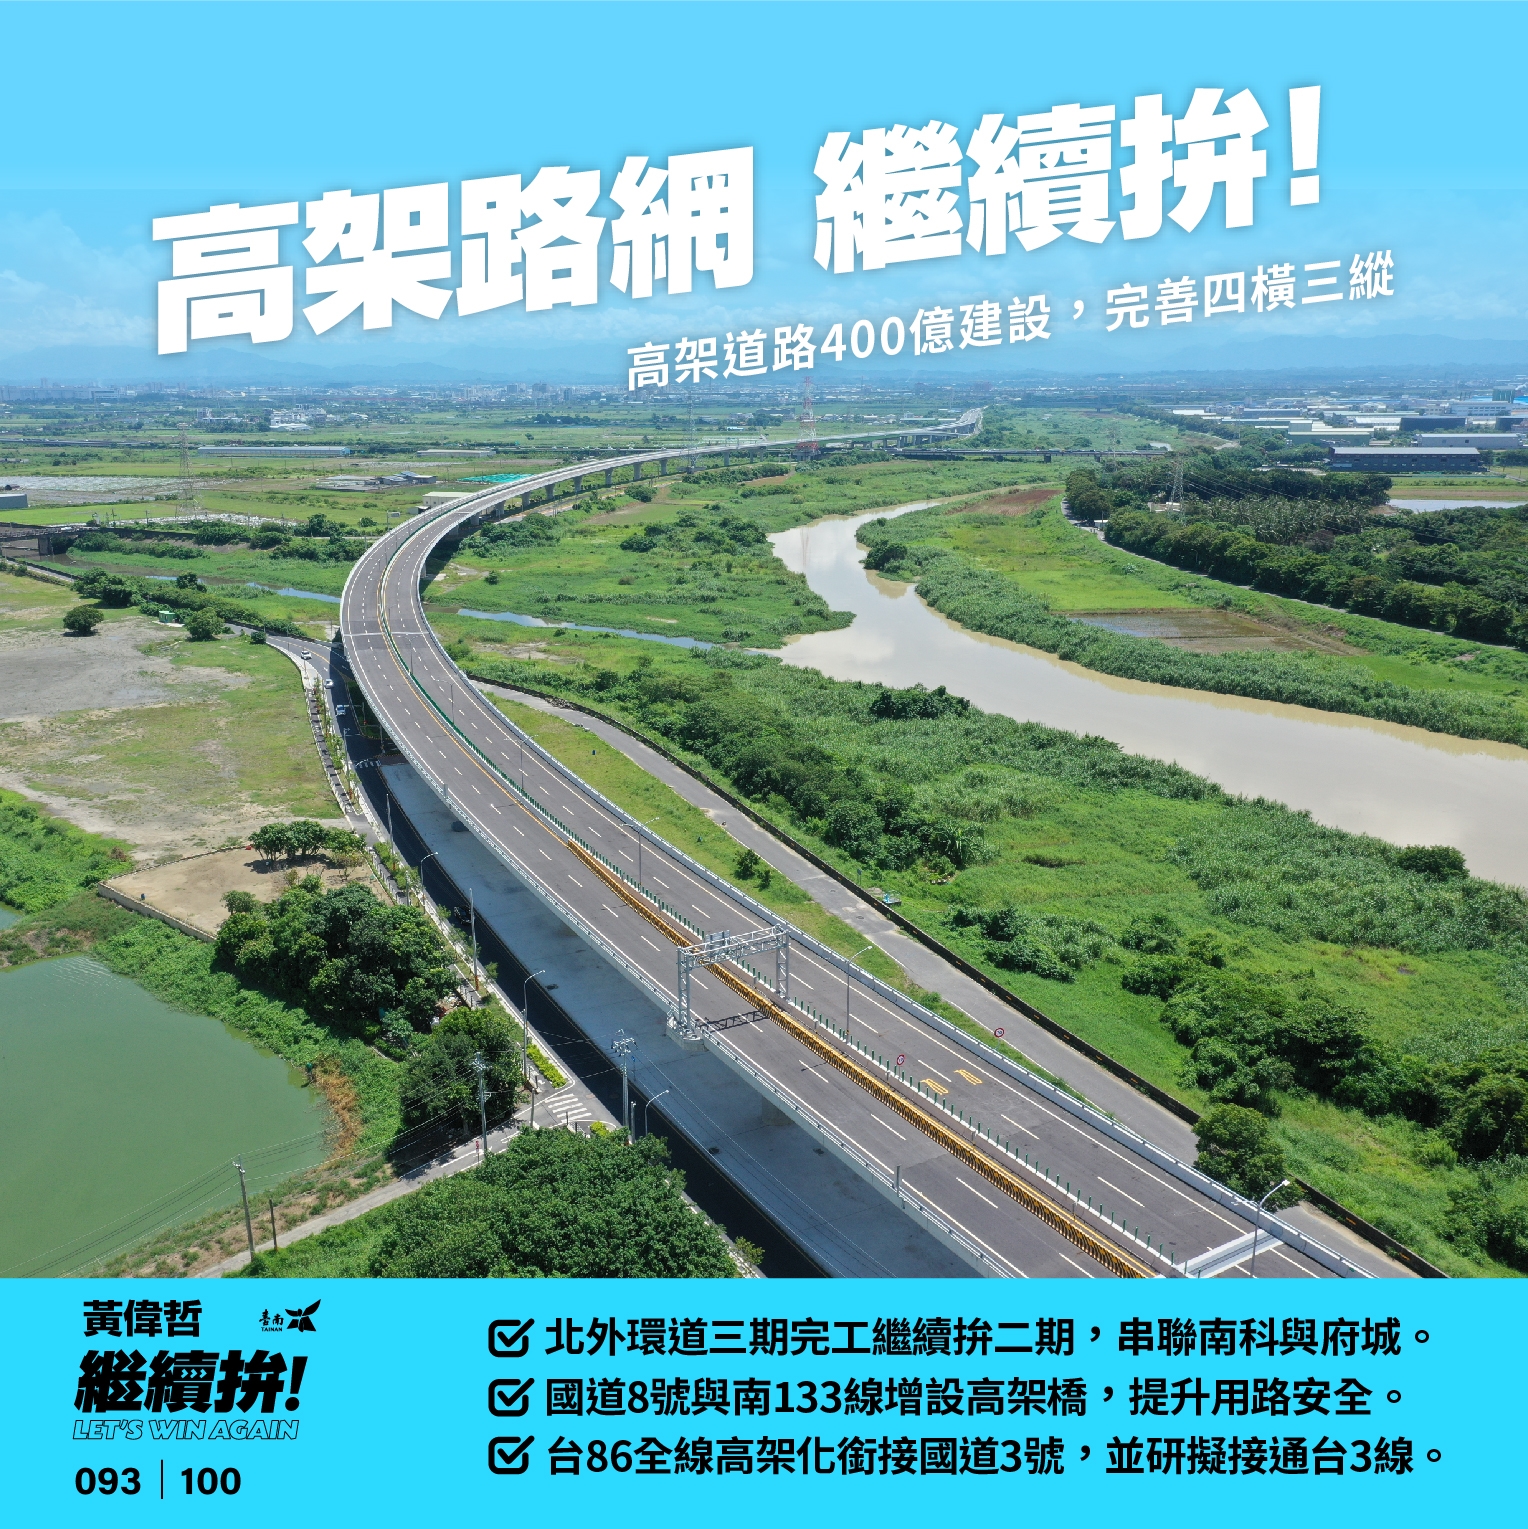 高架路網 繼續拚!
高架道路400億建設，完善四橫三縱
黃偉哲
臺南
TAINAN
繼續拚!
LET'S WIN AGAIN
093 | 100
北外環道三期完工繼續拚二期，串聯南科與府城。
國道8號與南133線增設高架橋，提升用路安全。
台86全線高架化銜接國道3號，並研擬接通台3線。